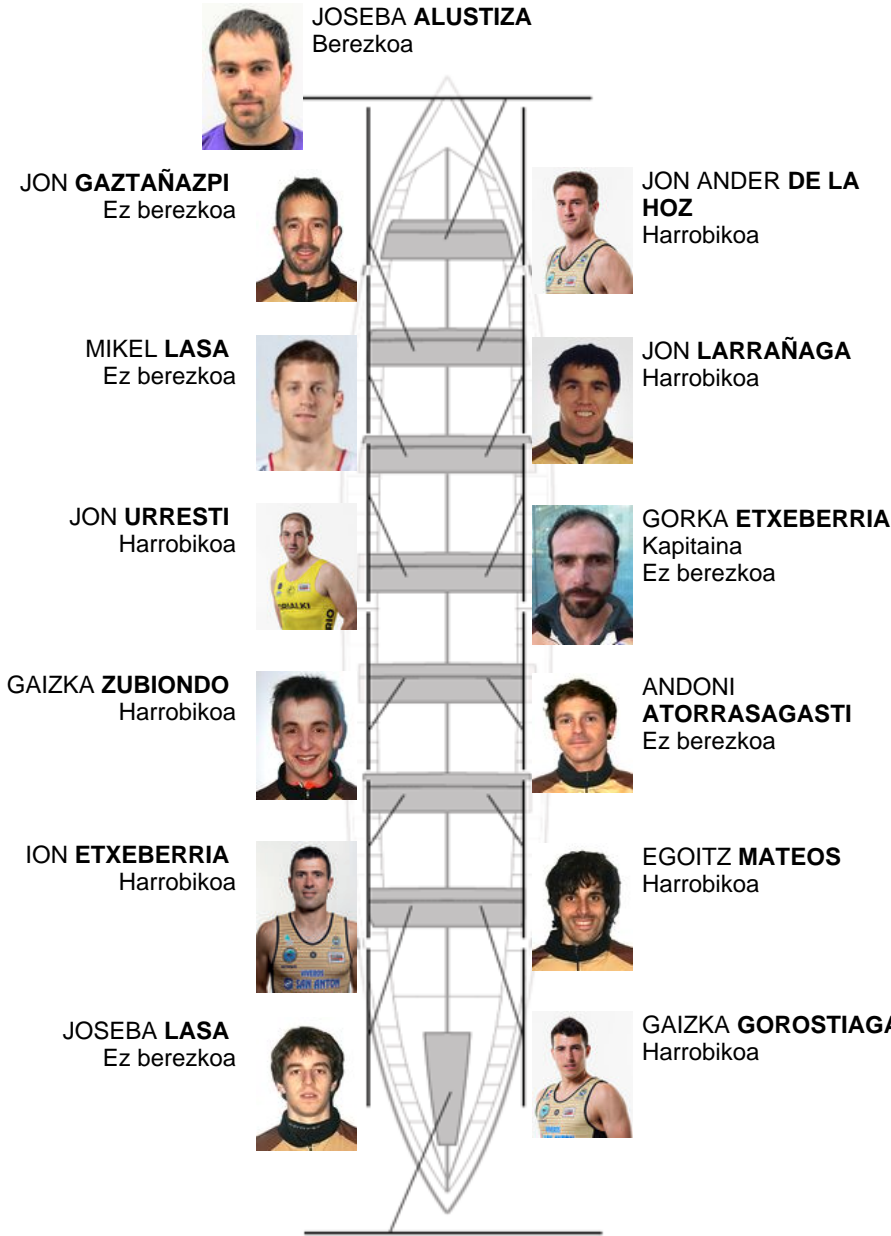 JOSEBA ALUSTIZA
Berezkoa
JON GAZTAÑAZPI
Ez berezkoa
JON ANDER DE LA
HOZ
Harrobikoa
MIKEL LASA
Ez berezkoa
JON LARRAÑAGA
Harrobikoa
JON URRESTI
Harrobikoa
GORKA ETXEBERRIA
Kapitaina
Ez berezkoa
GAIZKA ZUBIONDO
Harrobikoa
ANDONI
ATORRASAGASTI
Ez berezkoa
ION ETXEBERRIA
Harrobikoa
SAN ANTON
EGOITZ MATEOS
Harrobikoa
JOSEBA LASA
Ez berezkoa
GAIZKA GOROSTIAGA
Harrobikoa